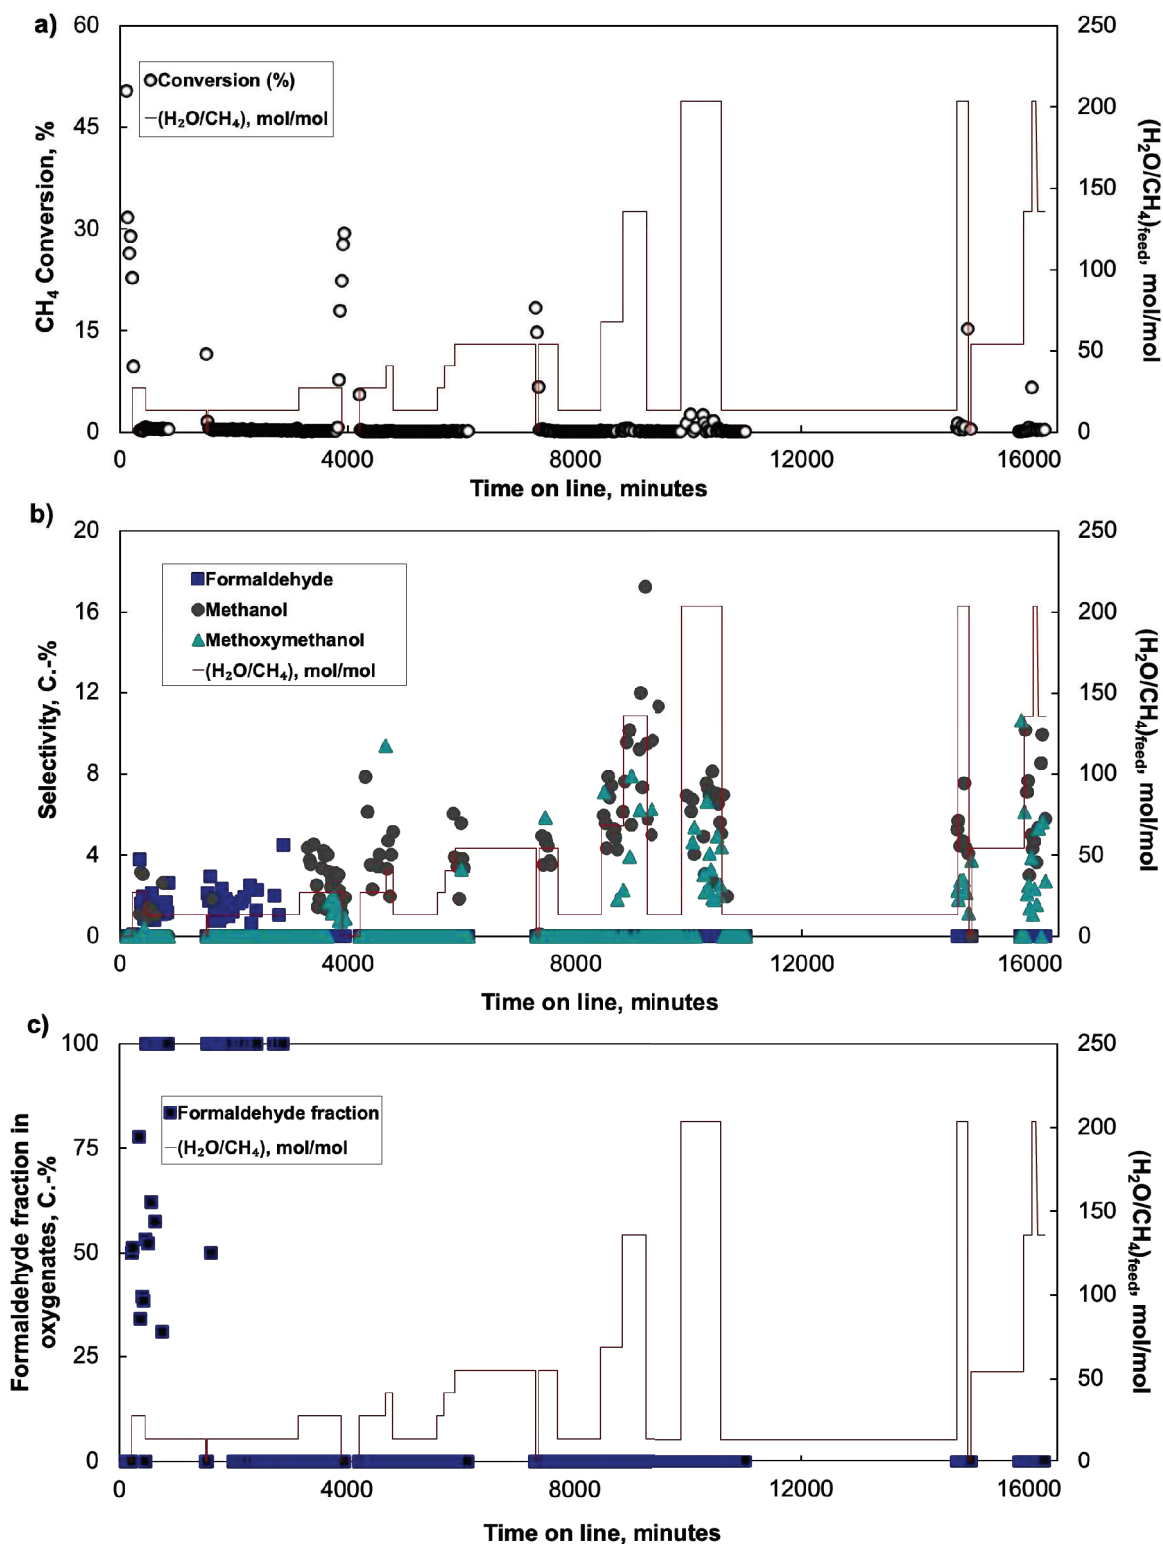 a)
60
45
30
15
0
CH₄ Conversion, %
Conversion (%)
(H₂O/CH₄), mol/mol
250
200
150
100
50
0
(H₂O/CH₄)feed, mol/mol
0
4000
8000
12000
16000
Time on line, minutes
b)
20
16
12
8
4
0
Selectivity, C.-%
Formaldehyde
Methanol
Methoxymethanol
(H₂O/CH₄), mol/mol
250
200
150
100
50
0
(H₂O/CH₄)feed, mol/mol
0
4000
8000
12000
16000
Time on line, minutes
c)
100
75
50
25
0
Formaldehyde fraction in
oxygenates, C.-%
Formaldehyde fraction
(H₂O/CH₄), mol/mol
250
200
150
100
50
0
(H₂O/CH₄)feed, mol/mol
0
4000
8000
12000
16000
Time on line, minutes